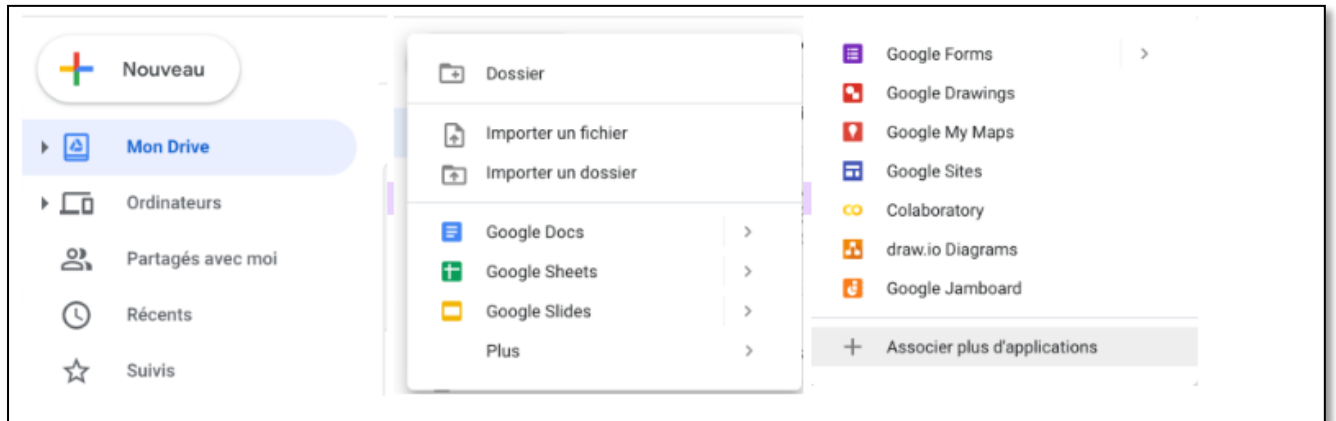 Nouveau
Mon Drive
Ordinateurs
Partagés avec moi
Récents
Suivis
Dossier
Importer un fichier
Importer un dossier
Google Docs
Google Sheets
Google Slides
Plus
Google Forms
Google Drawings
Google My Maps
Google Sites
Colaboratory
draw.io Diagrams
Google Jamboard
Associer plus d'applications